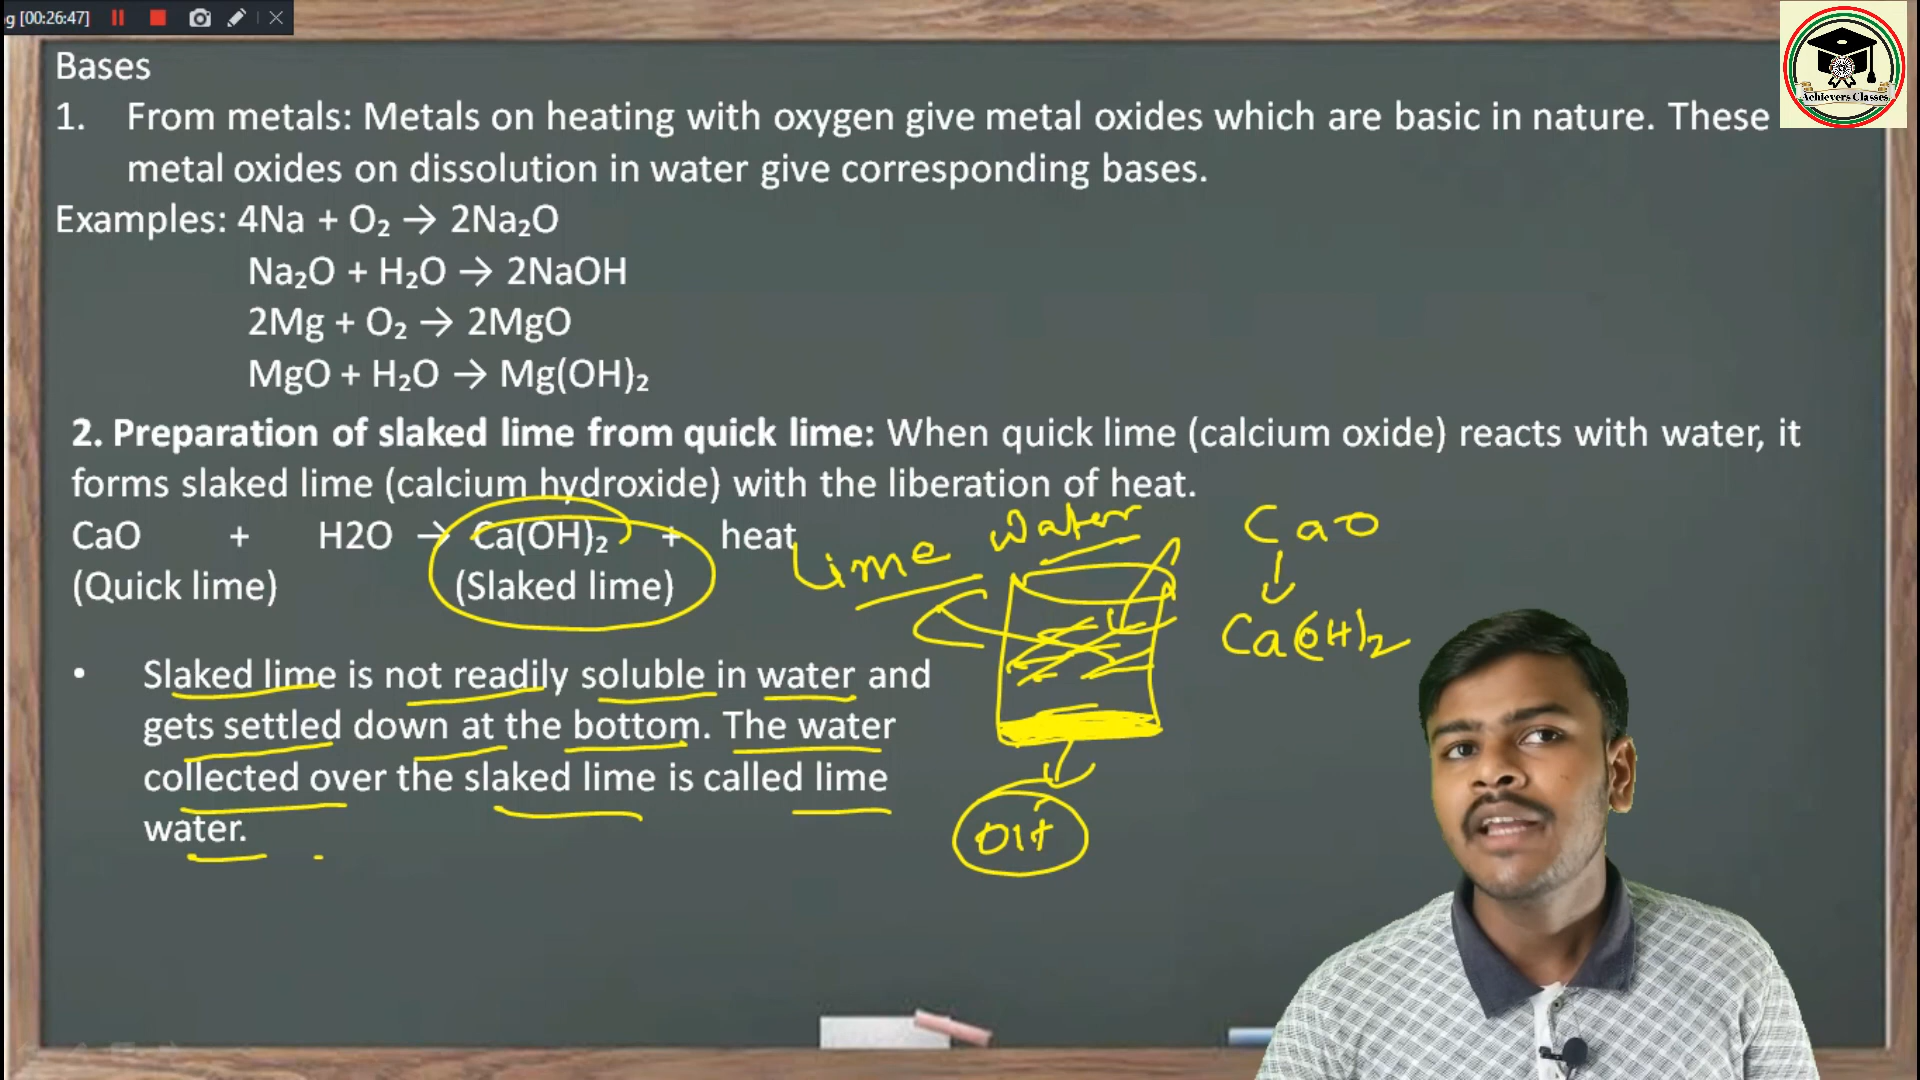 g [00:26:47]
Achievers Classes
Bases
1. From metals: Metals on heating with oxygen give metal oxides which are basic in nature. These
metal oxides on dissolution in water give corresponding bases.
Examples: 4Na + O₂ → 2Na₂O
Na₂O + H₂O → 2NaOH
2Mg + O₂ → 2MgO
MgO + H₂O → Mg(OH)₂
2. Preparation of slaked lime from quick lime: When quick lime (calcium oxide) reacts with water, it
forms slaked lime (calcium hydroxide) with the liberation of heat.
CaO + H2O → Ca(OH)₂ + heat
(Quick lime) (Slaked lime)
Lime water
CaO
↓
Ca(OH)₂
• Slaked lime is not readily soluble in water and
gets settled down at the bottom. The water
collected over the slaked lime is called lime
water.